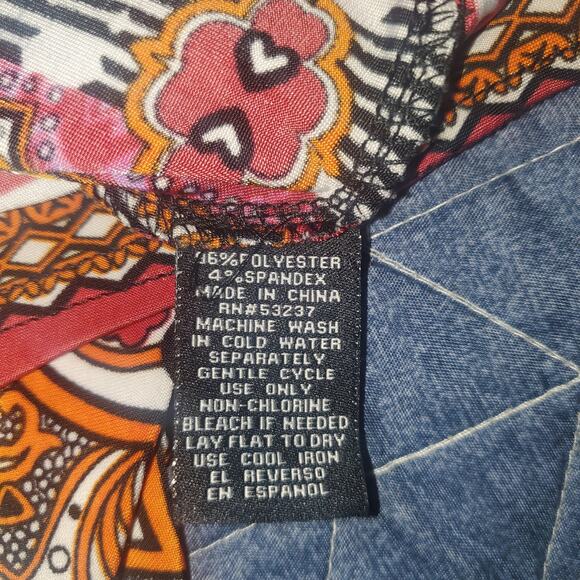 96%POLYESTER
4%SPANDEX
MADE IN CHINA
RN#53237
MACHINE WASH
IN COLD WATER
SEPARATELY
GENTLE CYCLE
USE ONLY
NON-CHLORINE
BLEACH IF NEEDED
LAY FLAT TO DRY
USE COOL IRON
EL REVERSO
EN ESPANOL